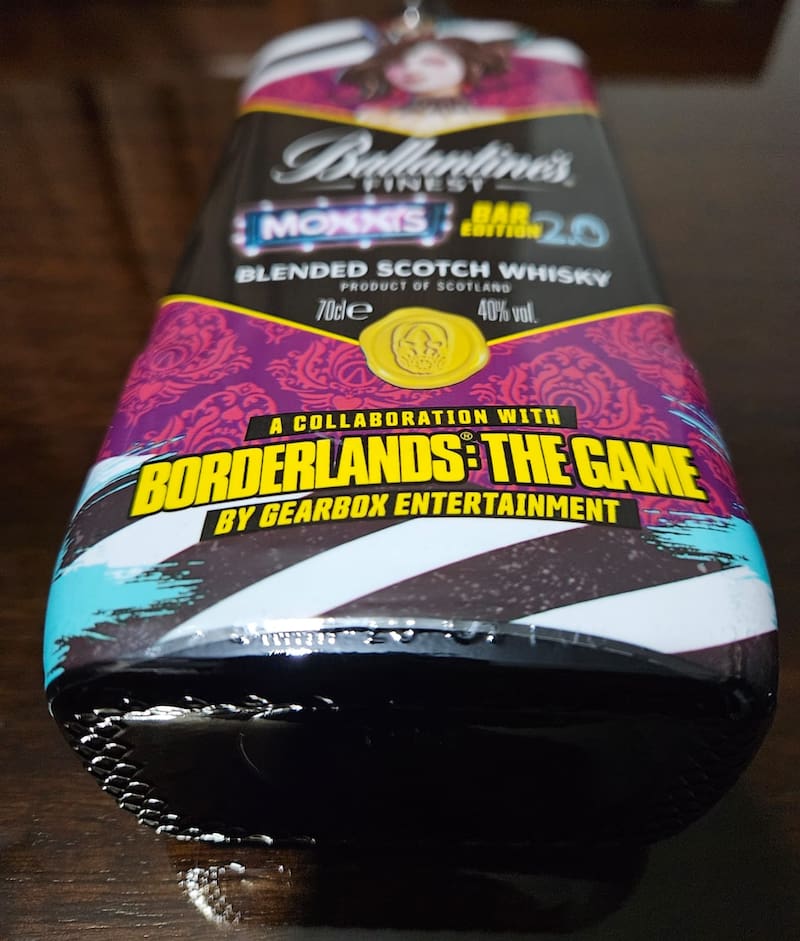 Ballantine's
FINEST
MOXXI'S BAR EDITION 2.0
BLENDED SCOTCH WHISKY
PRODUCT OF SCOTLAND
70cl e 40% vol.
A COLLABORATION WITH
BORDERLANDS®: THE GAME
BY GEARBOX ENTERTAINMENT